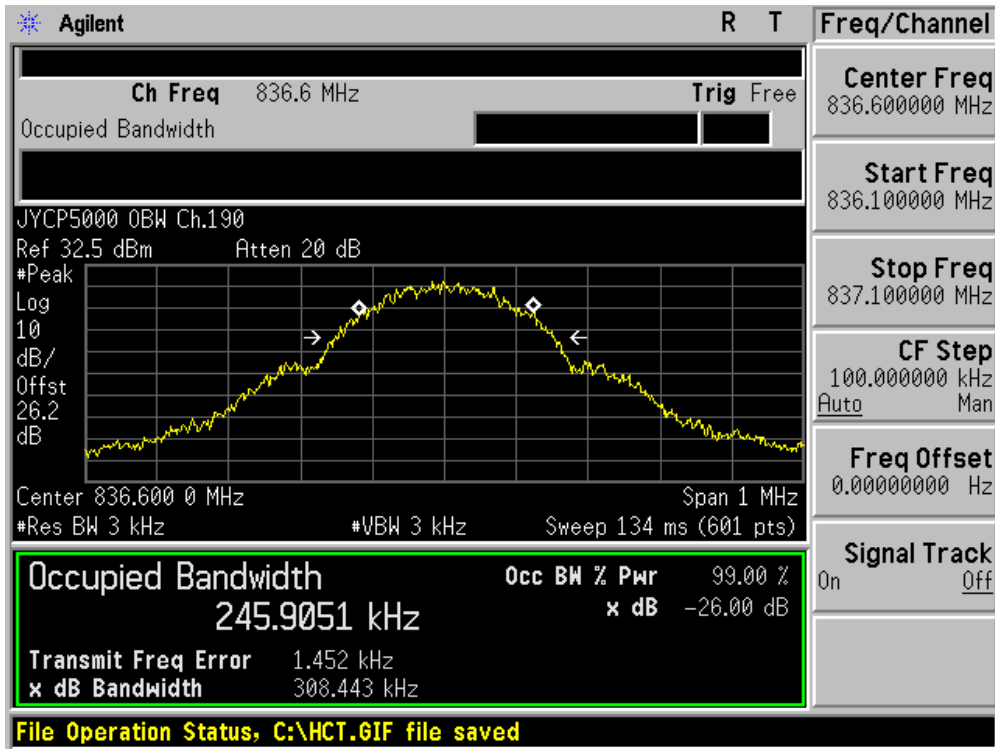 Agilent R T
Ch Freq 836.6 MHz Trig Free
Occupied Bandwidth
JYCP5000 OBW Ch.190
Ref 32.5 dBm Atten 20 dB
#Peak
Log
10
dB/
Offst
26.2
dB
Center 836.600 0 MHz Span 1 MHz
#Res BW 3 kHz #VBW 3 kHz Sweep 134 ms (601 pts)
Occupied Bandwidth
245.9051 kHz
Occ BW % Pwr 99.00 %
x dB -26.00 dB
Transmit Freq Error 1.452 kHz
x dB Bandwidth 308.443 kHz
File Operation Status, C:\HCT.GIF file saved
Freq/Channel
Center Freq
836.600000 MHz
Start Freq
836.100000 MHz
Stop Freq
837.100000 MHz
CF Step
100.000000 kHz
Auto Man
Freq Offset
0.00000000 Hz
Signal Track
On Off